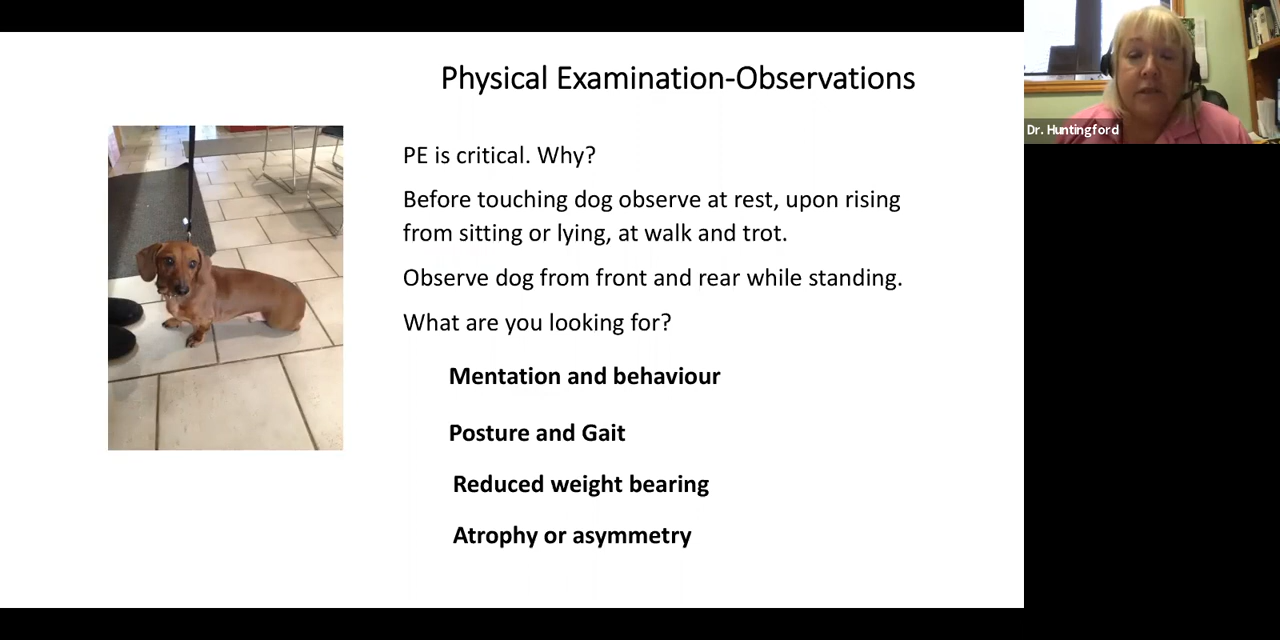 Physical Examination-Observations
PE is critical. Why?
Before touching dog observe at rest, upon rising
from sitting or lying, at walk and trot.
Observe dog from front and rear while standing.
What are you looking for?
Mentation and behaviour
Posture and Gait
Reduced weight bearing
Atrophy or asymmetry
Dr. Huntingford